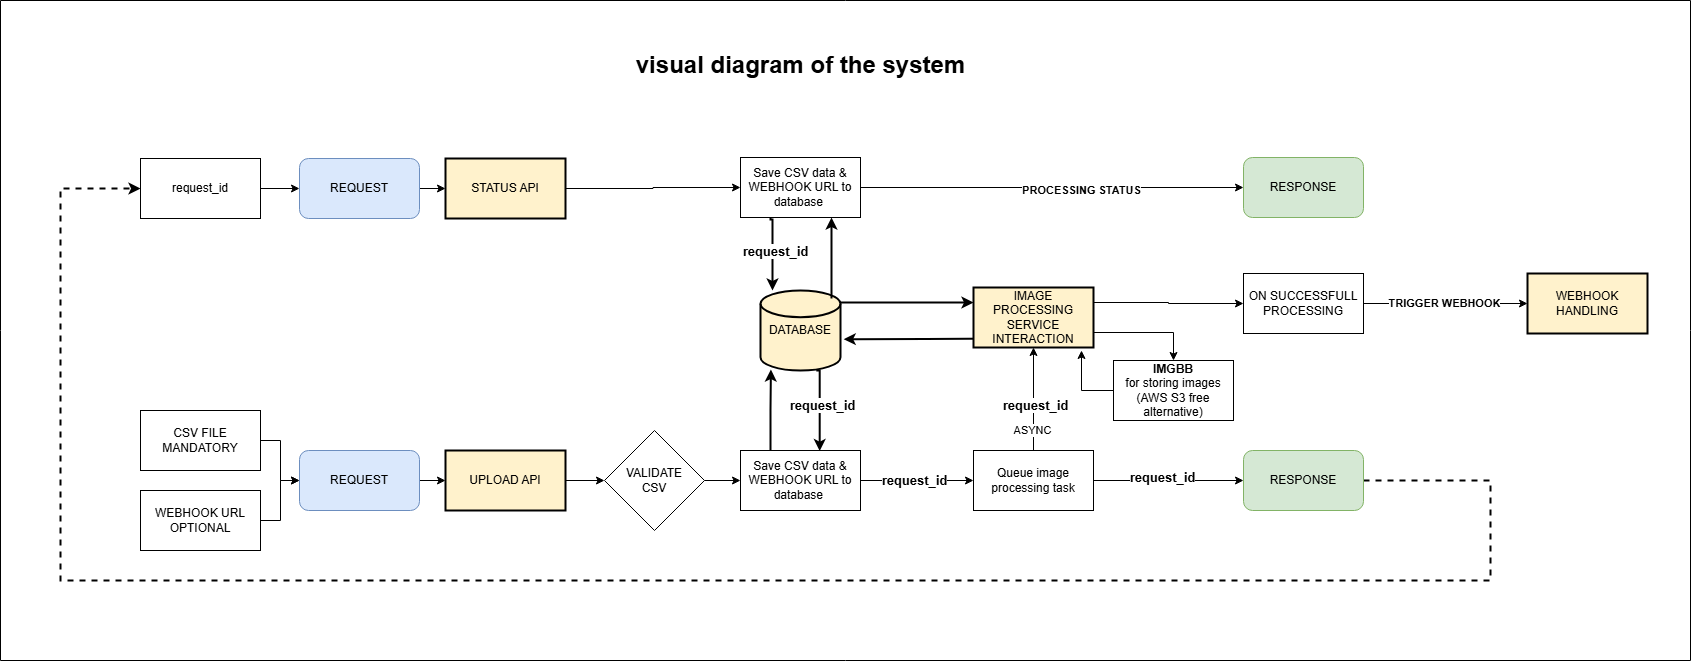 visual diagram of the system
request_id
REQUEST
STATUS API
Save CSV data &
WEBHOOK URL to
database
PROCESSING STATUS
RESPONSE
request_id
DATABASE
IMAGE
PROCESSING
SERVICE
INTERACTION
ON SUCCESSFULL
PROCESSING
TRIGGER WEBHOOK
WEBHOOK
HANDLING
IMGBB
for storing images
(AWS S3 free
alternative)
request_id
request_id
ASYNC
CSV FILE
MANDATORY
WEBHOOK URL
OPTIONAL
REQUEST
UPLOAD API
VALIDATE
CSV
Save CSV data &
WEBHOOK URL to
database
request_id
Queue image
processing task
request_id
RESPONSE